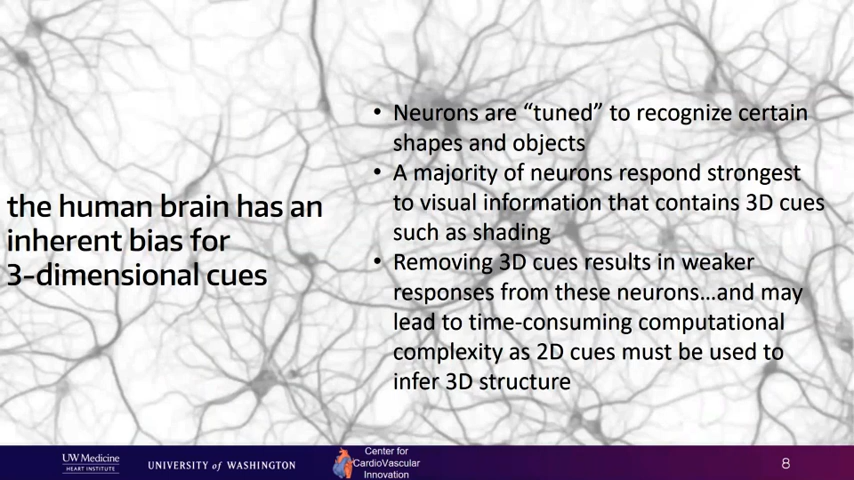 the human brain has an
inherent bias for
3-dimensional cues
• Neurons are “tuned” to recognize certain
shapes and objects
• A majority of neurons respond strongest
to visual information that contains 3D cues
such as shading
• Removing 3D cues results in weaker
responses from these neurons...and may
lead to time-consuming computational
complexity as 2D cues must be used to
infer 3D structure
UW Medicine
HEART INSTITUTE
UNIVERSITY of WASHINGTON
Center for
CardioVascular
Innovation
8